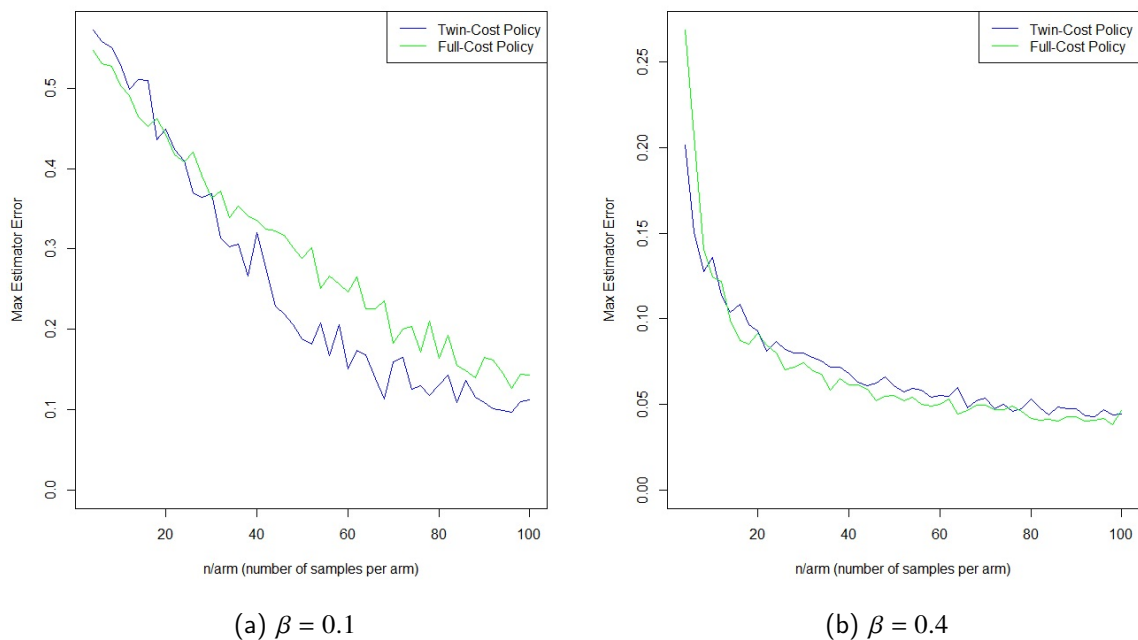 Twin-Cost Policy
Full-Cost Policy
Max Estimator Error
0.0
0.1
0.2
0.3
0.4
0.5
20
40
60
80
100
n/arm (number of samples per arm)
(a) β = 0.1
Twin-Cost Policy
Full-Cost Policy
Max Estimator Error
0.00
0.05
0.10
0.15
0.20
0.25
20
40
60
80
100
n/arm (number of samples per arm)
(b) β = 0.4